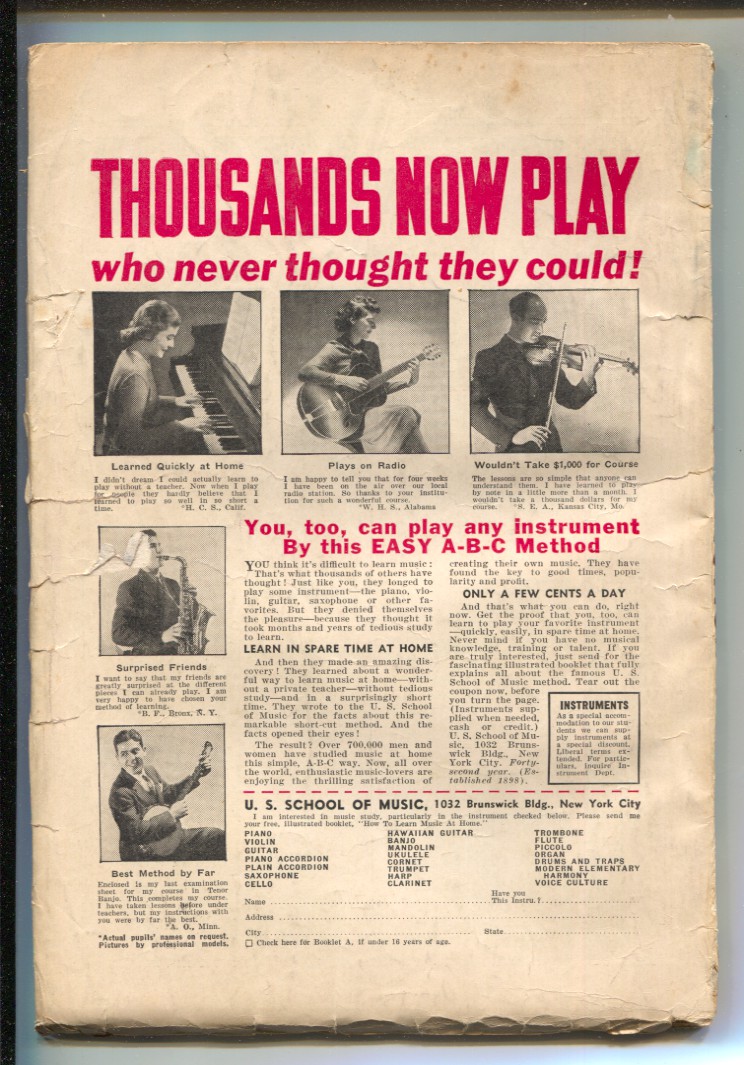 THOUSANDS NOW PLAY
who never thought they could!
Learned Quickly at Home
I didn't dream I could actually learn to
play without a teacher. Now when I play
for people they hardly believe that I
learned to play so well in so short a
time. *H. C. S., Calif.
Plays on Radio
I am happy to tell you that for four weeks
I have been on the air over our local
radio station. So thanks to your institu-
tion for such a wonderful course.
*W. H. S., Alabama
Wouldn't Take $1,000 for Course
The lessons are so simple that anyone can
understand them. I have learned to play
by note in a little more than a month. I
wouldn't take a thousand dollars for my
course. *S. E. A., Kansas City, Mo.
Surprised Friends
I want to say that my friends are
greatly surprised at the different
pieces I can already play. I am
very happy to have chosen your
method of learning.
*B. F., Bronx, N. Y.
Best Method by Far
Enclosed is my last examination
sheet for my course in Tenor
Banjo. This completes my course.
I have taken lessons before under
teachers, but my instructions with
you were by far the best.
*A. O., Minn.
*Actual pupils' names on request.
Pictures by professional models.
You, too, can play any instrument
By this EASY A-B-C Method
YOU think it's difficult to learn music?
That's what thousands of others have
thought! Just like you, they longed to
play some instrument—the piano, vio-
lin, guitar, saxophone or other fa-
vorites. But they denied themselves
the pleasure—because they thought it
took months and years of tedious study
to learn.
LEARN IN SPARE TIME AT HOME
And then they made an amazing dis-
covery! They learned about a wonder-
ful way to learn music at home—with-
out a private teacher—without tedious
study—and in a surprisingly short
time. They wrote to the U. S. School
of Music for the facts about this re-
markable short-cut method. And the
facts opened their eyes!
The result? Over 700,000 men and
women have studied music at home
this simple, A-B-C way. Now, all over
the world, enthusiastic music-lovers are
enjoying the thrilling satisfaction of
creating their own music. They have
found the key to good times, popu-
larity and profit.
ONLY A FEW CENTS A DAY
And that's what you can do, right
now. Get the proof that you, too, can
learn to play your favorite instrument
—quickly, easily, in spare time at home.
Never mind if you have no musical
knowledge, training or talent. If you
are truly interested, just send for the
fascinating illustrated booklet that fully
explains all about the famous U. S.
School of Music method. Tear out the
coupon now, before
you turn the page.
(Instruments sup-
plied when needed,
cash or credit.)
U. S. School of Mu-
sic, 1032 Bruns-
wick Bldg., New
York City. Forty-
second year. (Es-
tablished 1898).
INSTRUMENTS
As a special accom-
modation to our stu-
dents we can sup-
ply instruments at
a special discount.
Liberal terms ex-
tended. For partic-
ulars, inquire In-
strument Dept.
U. S. SCHOOL OF MUSIC, 1032 Brunswick Bldg., New York City
I am interested in music study, particularly in the instrument checked below. Please send me
your free, illustrated booklet, "How To Learn Music At Home."
PIANO
VIOLIN
GUITAR
PIANO ACCORDION
PLAIN ACCORDION
SAXOPHONE
CELLO
HAWAIIAN GUITAR
BANJO
MANDOLIN
UKULELE
CORNET
TRUMPET
HARP
CLARINET
TROMBONE
FLUTE
PICCOLO
ORGAN
DRUMS AND TRAPS
MODERN ELEMENTARY
HARMONY
VOICE CULTURE
Have you
Name This Instru.?
Address
City State
Check here for Booklet A, if under 16 years of age.